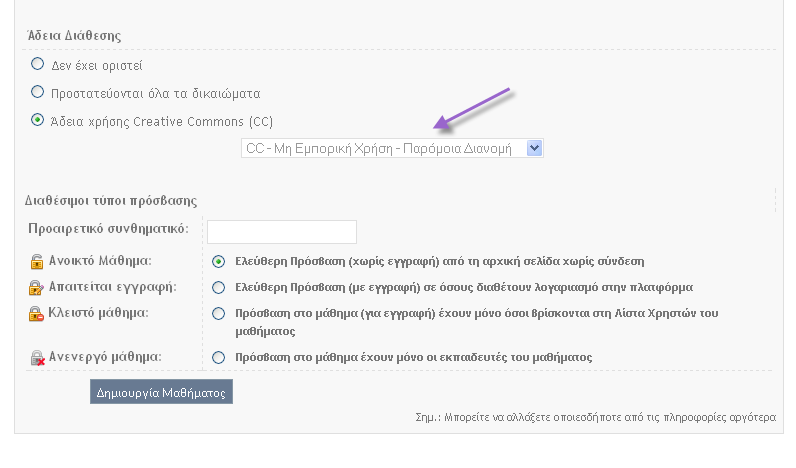 Άδεια Διάθεσης
Δεν έχει οριστεί
Προστατεύονται όλα τα δικαιώματα
Άδεια χρήσης Creative Commons (CC)
CC - Μη Εμπορική Χρήση - Παρόμοια Διανομή
Διαθέσιμοι τύποι πρόσβασης
Προαιρετικό συνθηματικό:
Ανοικτό Μάθημα:
Ελεύθερη Πρόσβαση (χωρίς εγγραφή) από τη αρχική σελίδα χωρίς σύνδεση
Απαιτείται εγγραφή:
Ελεύθερη Πρόσβαση (με εγγραφή) σε όσους διαθέτουν λογαριασμό στην πλατφόρμα
Κλειστό μάθημα:
Πρόσβαση στο μάθημα (για εγγραφή) έχουν μόνο όσοι βρίσκονται στη Λίστα Χρηστών του
μαθήματος
Ανενεργό μάθημα:
Πρόσβαση στο μάθημα έχουν μόνο οι εκπαιδευτές του μαθήματος
Δημιουργία Μαθήματος
Σημ.: Μπορείτε να αλλάξετε οποιεσδήποτε από τις πληροφορίες αργότερα